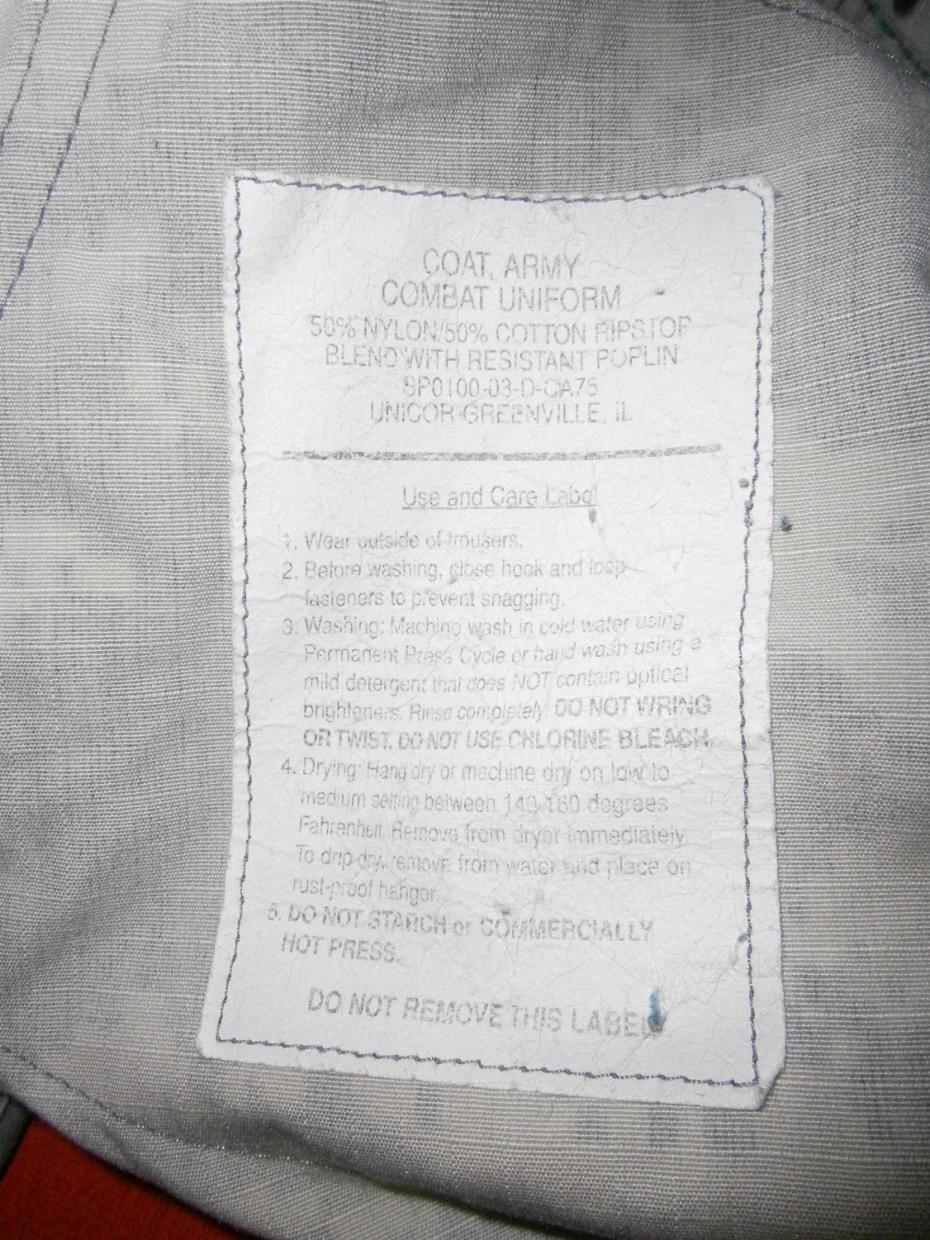 COAT, ARMY
COMBAT UNIFORM
50% NYLON/50% COTTON RIPSTOP
BLEND WITH RESISTANT POPLIN
SP0100-03-D-CA75
UNICOR GREENVILLE, IL
Use and Care Label
1. Wear outside of trousers.
2. Before washing, close hook and loop
fasteners to prevent snagging.
3. Washing: Machine wash in cold water using
Permanent Press Cycle or hand wash using a
mild detergent that does NOT contain optical
brighteners. Rinse completely. DO NOT WRING
OR TWIST. DO NOT USE CHLORINE BLEACH.
4. Drying: Hang dry or machine dry on low to
medium setting between 140-160 degrees
Fahrenheit. Remove from dryer immediately.
To drip dry, remove from water and place on
rust-proof hanger.
5. DO NOT STARCH or COMMERCIALLY
HOT PRESS.
DO NOT REMOVE THIS LABEL